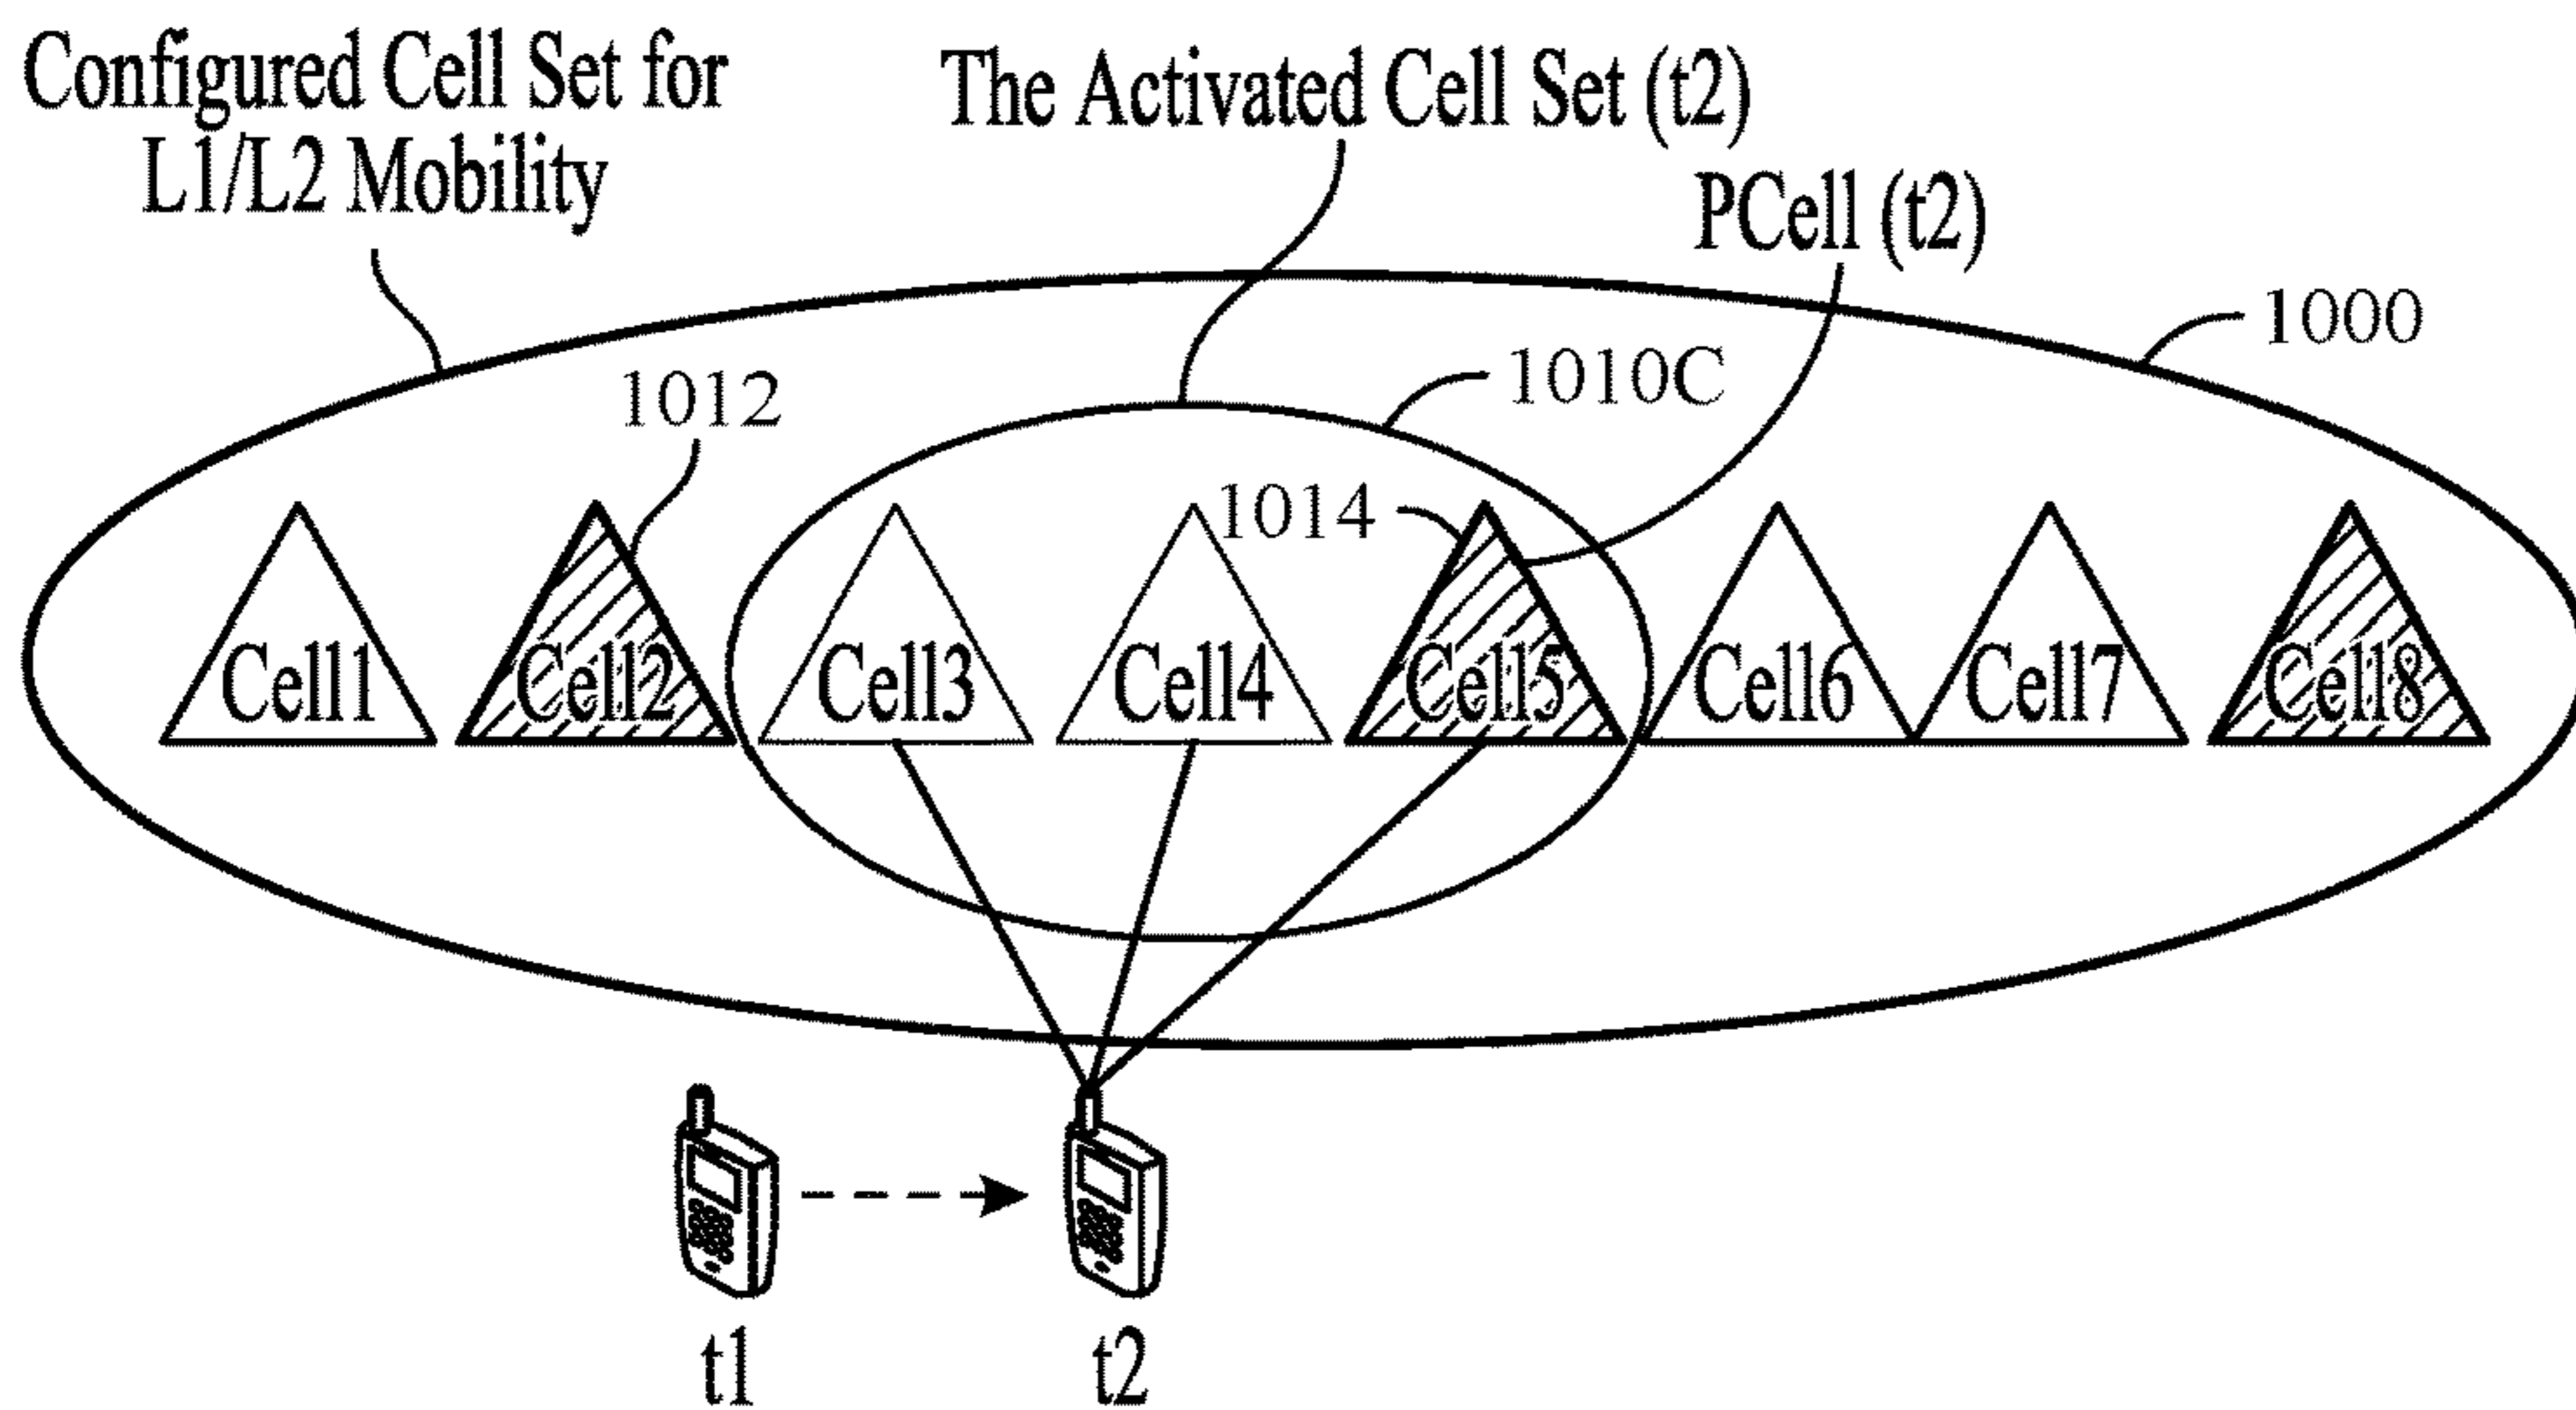 Configured Cell Set for
L1/L2 Mobility
The Activated Cell Set (t2)
PCell (t2)
1000
1010C
1012
1014
Cell1
Cell2
Cell3
Cell4
Cell5
Cell6
Cell7
Cell8
t1
t2